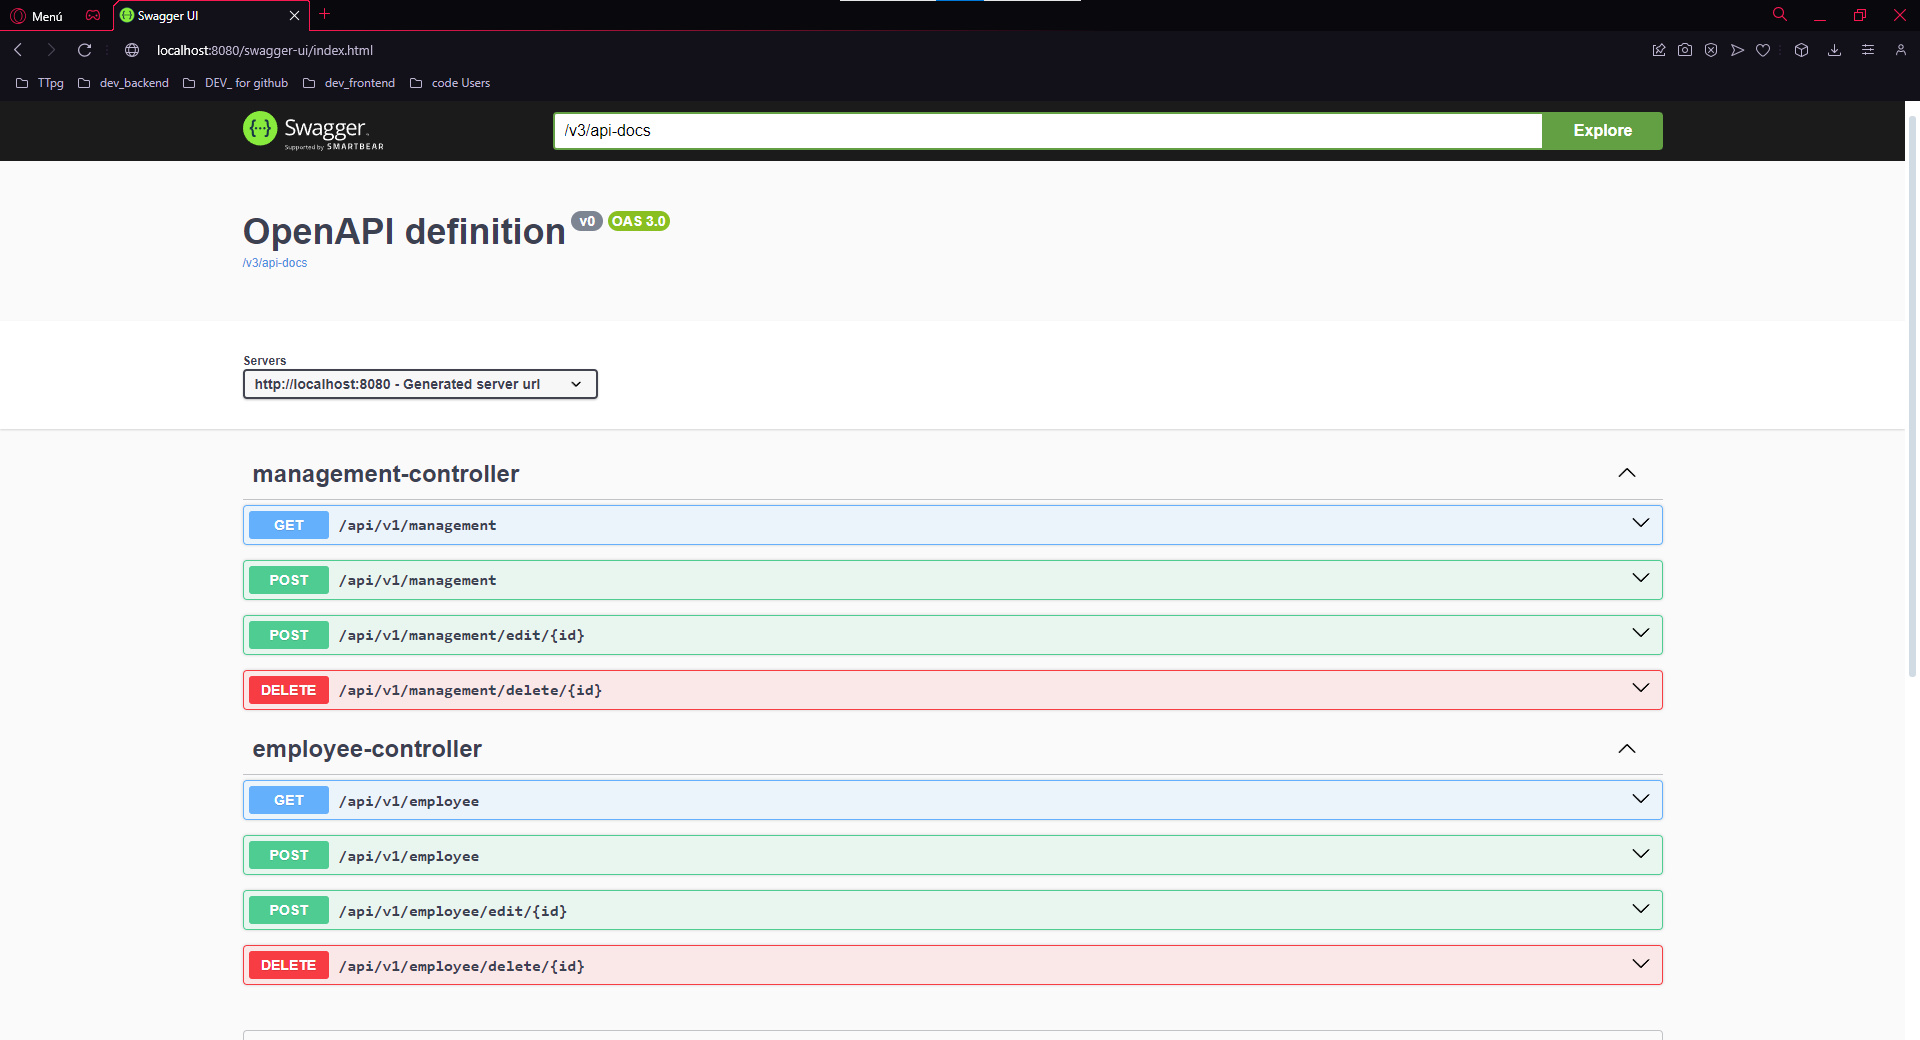 Menú
Swagger UI
localhost:8080/swagger-ui/index.html
TTpg
dev_backend
DEV_ for github
dev_frontend
code Users
Swagger
Supported by SMARTBEAR
/v3/api-docs
Explore
OpenAPI definition v0 OAS 3.0
/v3/api-docs
Servers
http://localhost:8080 - Generated server url
management-controller
GET /api/v1/management
POST /api/v1/management
POST /api/v1/management/edit/{id}
DELETE /api/v1/management/delete/{id}
employee-controller
GET /api/v1/employee
POST /api/v1/employee
POST /api/v1/employee/edit/{id}
DELETE /api/v1/employee/delete/{id}